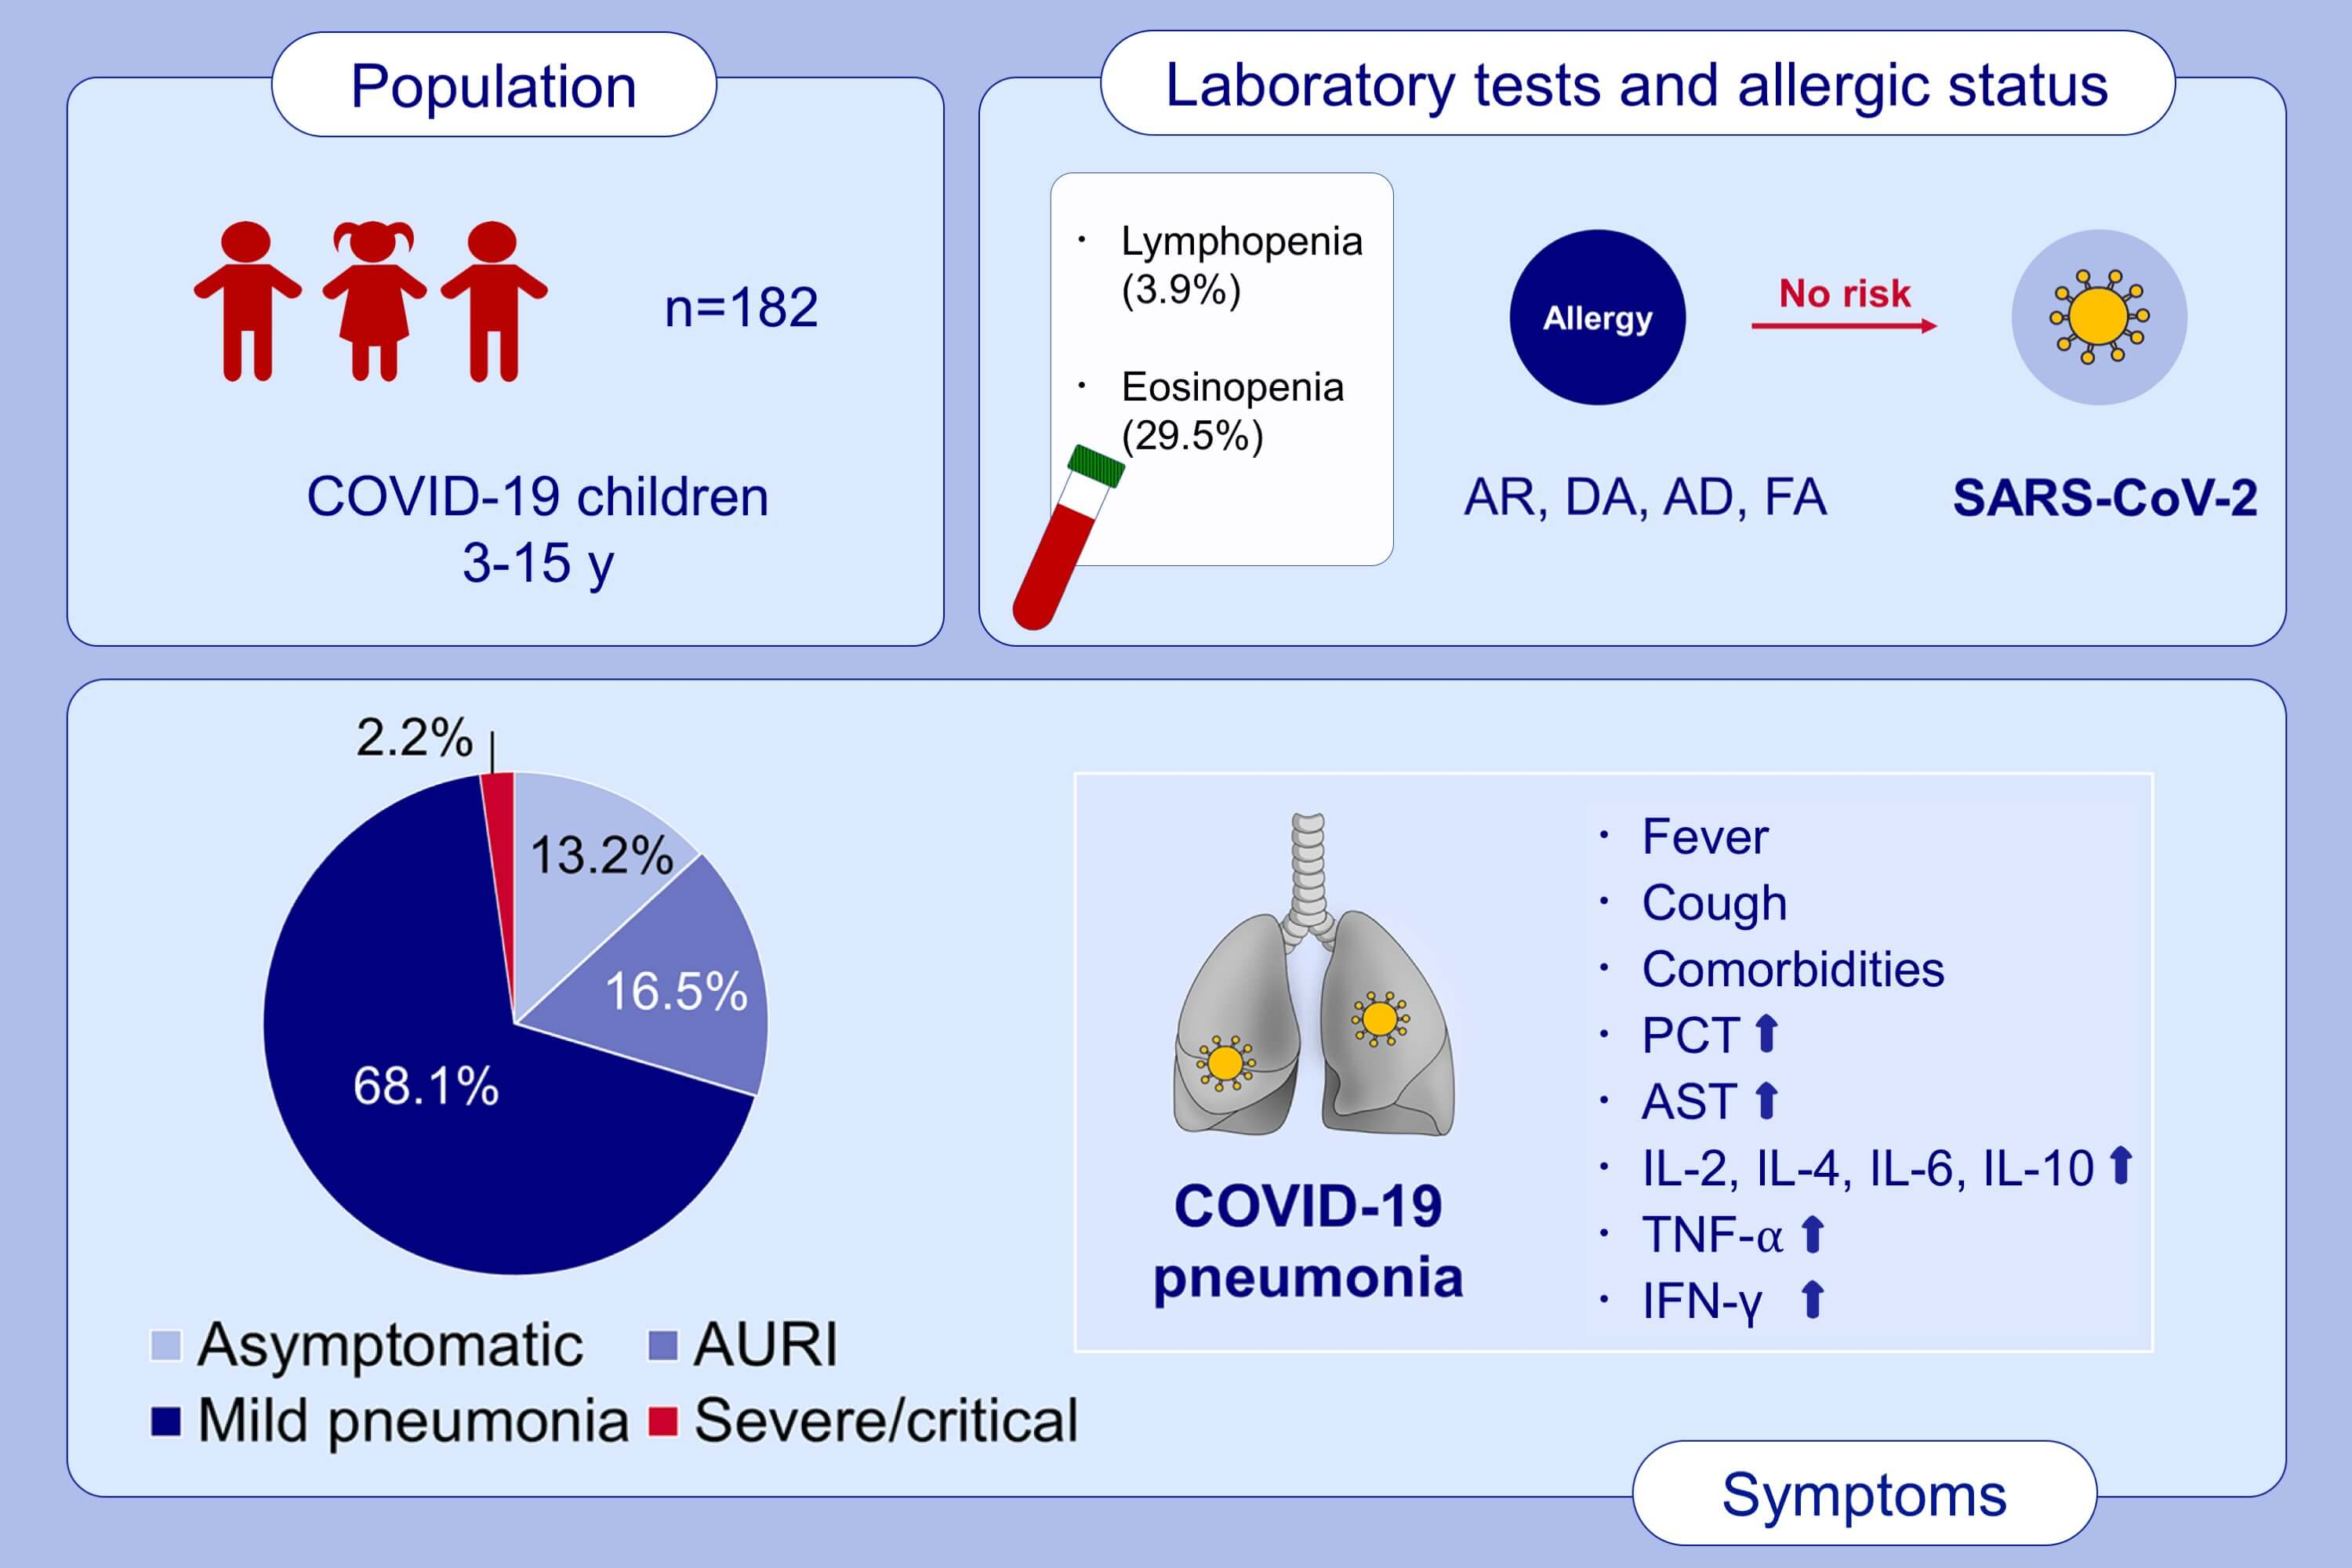 Population
n=182
COVID-19 children
3-15 y
Laboratory tests and allergic status
• Lymphopenia
(3.9%)
• Eosinopenia
(29.5%)
Allergy
No risk
AR, DA, AD, FA
SARS-CoV-2
2.2%
13.2%
16.5%
68.1%
Asymptomatic AURI
Mild pneumonia Severe/critical
COVID-19
pneumonia
• Fever
• Cough
• Comorbidities
• PCT ⬆
• AST ⬆
• IL-2, IL-4, IL-6, IL-10 ⬆
• TNF-α ⬆
• IFN-γ ⬆
Symptoms